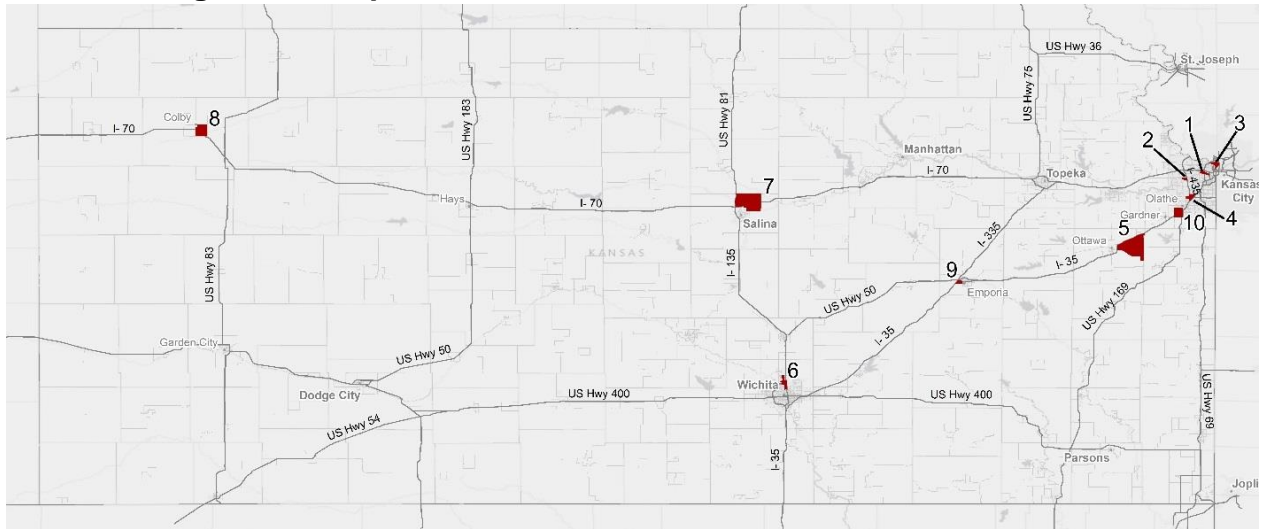 US Hwy 36
St. Joseph
US Hwy 75
US Hwy 81
US Hwy 183
Colby
8
I- 70
Manhattan
I- 70
Topeka
2
1
3
I- 435
Kansas
City
Olathe
4
Gardner
10
Hays
I- 70
7
Salina
KANSAS
I- 335
5
Ottawa
I- 35
9
Emporia
US Hwy 83
I- 135
US Hwy 50
US Hwy 169
I- 35
Garden City
US Hwy 50
Dodge City
US Hwy 54
US Hwy 400
Wichita
6
US Hwy 400
US Hwy 69
I- 35
Parsons
Jopli